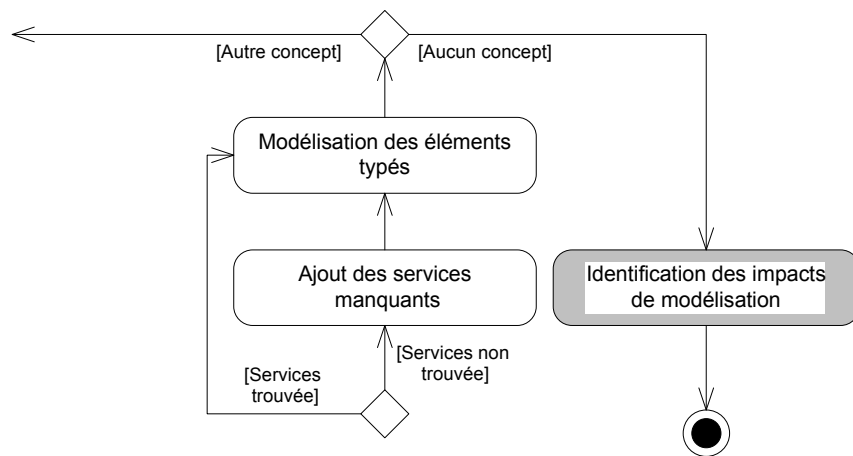 [Autre concept]
[Aucun concept]
Modélisation des éléments
typés
Ajout des services
manquants
Identification des impacts
de modélisation
[Services non
trouvée]
[Services
trouvée]